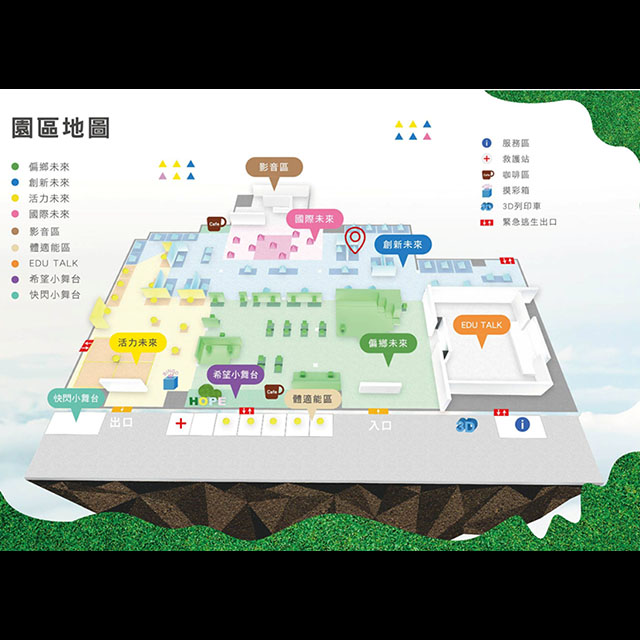 園區地圖
偏鄉未來
創新未來
活力未來
國際未來
影音區
體適能區
EDU TALK
希望小舞台
快閃小舞台
服務區
救護站
Cafe
咖啡區
摸彩箱
3D
3D列印車
緊急逃生出口
影音區
Cafe
國際未來
創新未來
EDU TALK
活力未來
偏鄉未來
希望小舞台
Cafe
HOPE
體適能區
快閃小舞台
出口
入口
3D